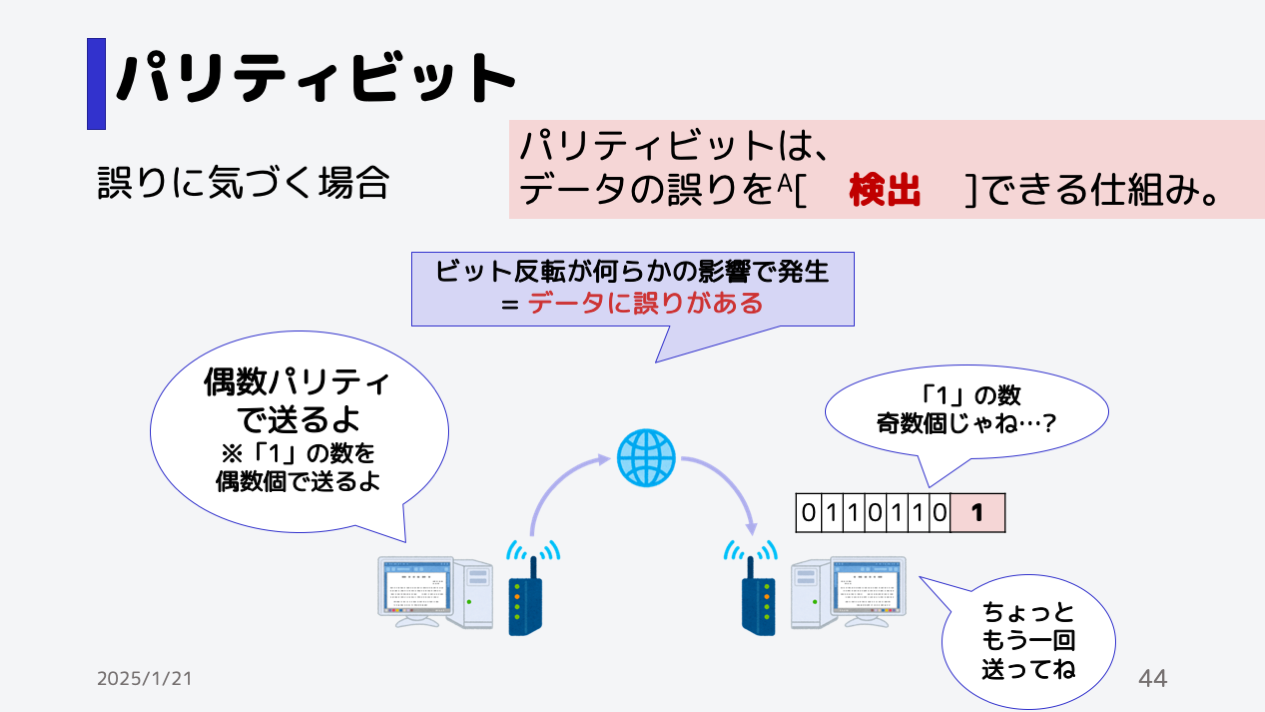 パリティビット
誤りに気づく場合
パリティビットは、
データの誤りをA[ 検出 ]できる仕組み。
ビット反転が何らかの影響で発生
= データに誤りがある
偶数パリティ
で送るよ
※「1」の数を
偶数個で送るよ
「1」の数
奇数個じゃね…?
0 1 1 0 1 1 0 1
ちょっと
もう一回
送ってね
2025/1/21
44